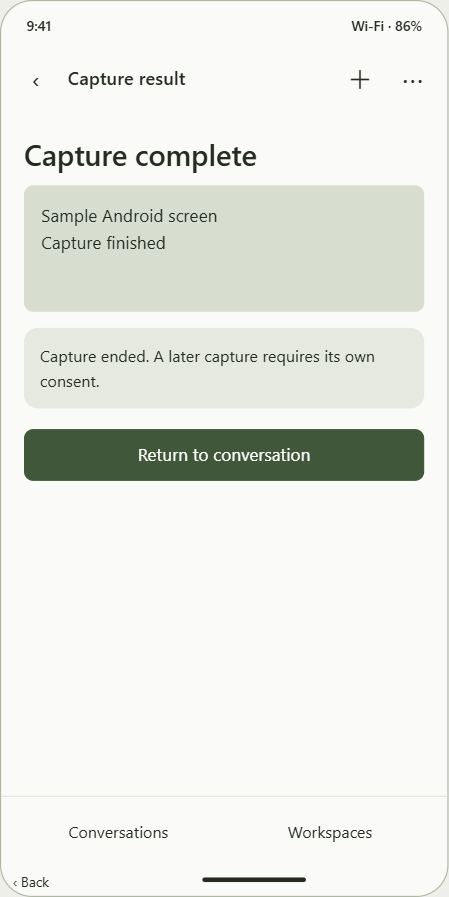 9:41
Wi-Fi · 86%
‹ Capture result + ...
Capture complete
Sample Android screen
Capture finished
Capture ended. A later capture requires its own
consent.
Return to conversation
Conversations
Workspaces
‹ Back